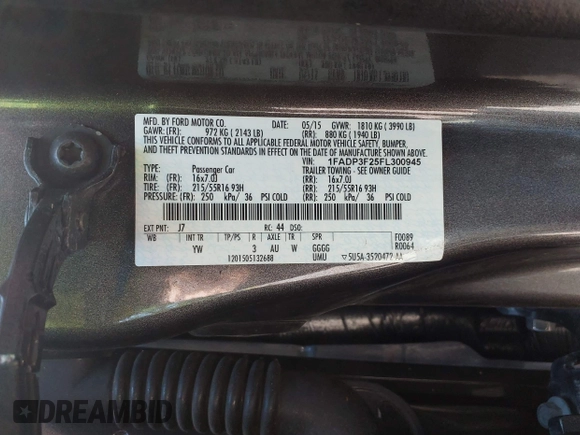 MFD. BY FORD MOTOR CO.
05/15 GVWR: 1810 KG ( 3990 LB)
GAWR: (FR): 972 KG ( 2143 LB) (RR): 880 KG ( 1940 LB)
THIS VEHICLE CONFORMS TO ALL APPLICABLE FEDERAL MOTOR VEHICLE SAFETY, BUMPER,
AND THEFT PREVENTION STANDARDS IN EFFECT ON THE DATE OF MANUFACTURE SHOWN ABOVE.
VIN: 1FADP3F25FL300945
TYPE: Passenger Car TRAILER TOWING - SEE OWNER GUIDE
RIM: (FR): 16x7.0J (RR): 16x7.0J
TIRE: (FR): 215/55R16 93H (RR): 215/55R16 93H
PRESSURE: (FR): 250 kPa/ 36 PSI COLD (RR): 250 kPa/ 36 PSI COLD
EXT PNT: J7 RC: 44 DSO:
WB INT TR TP/PS R AXLE TR SPR F0089
YW 3 AU W GGGG R0064
1201505132688 UMU ▽5U5A-3520472-AA
DREAMBID